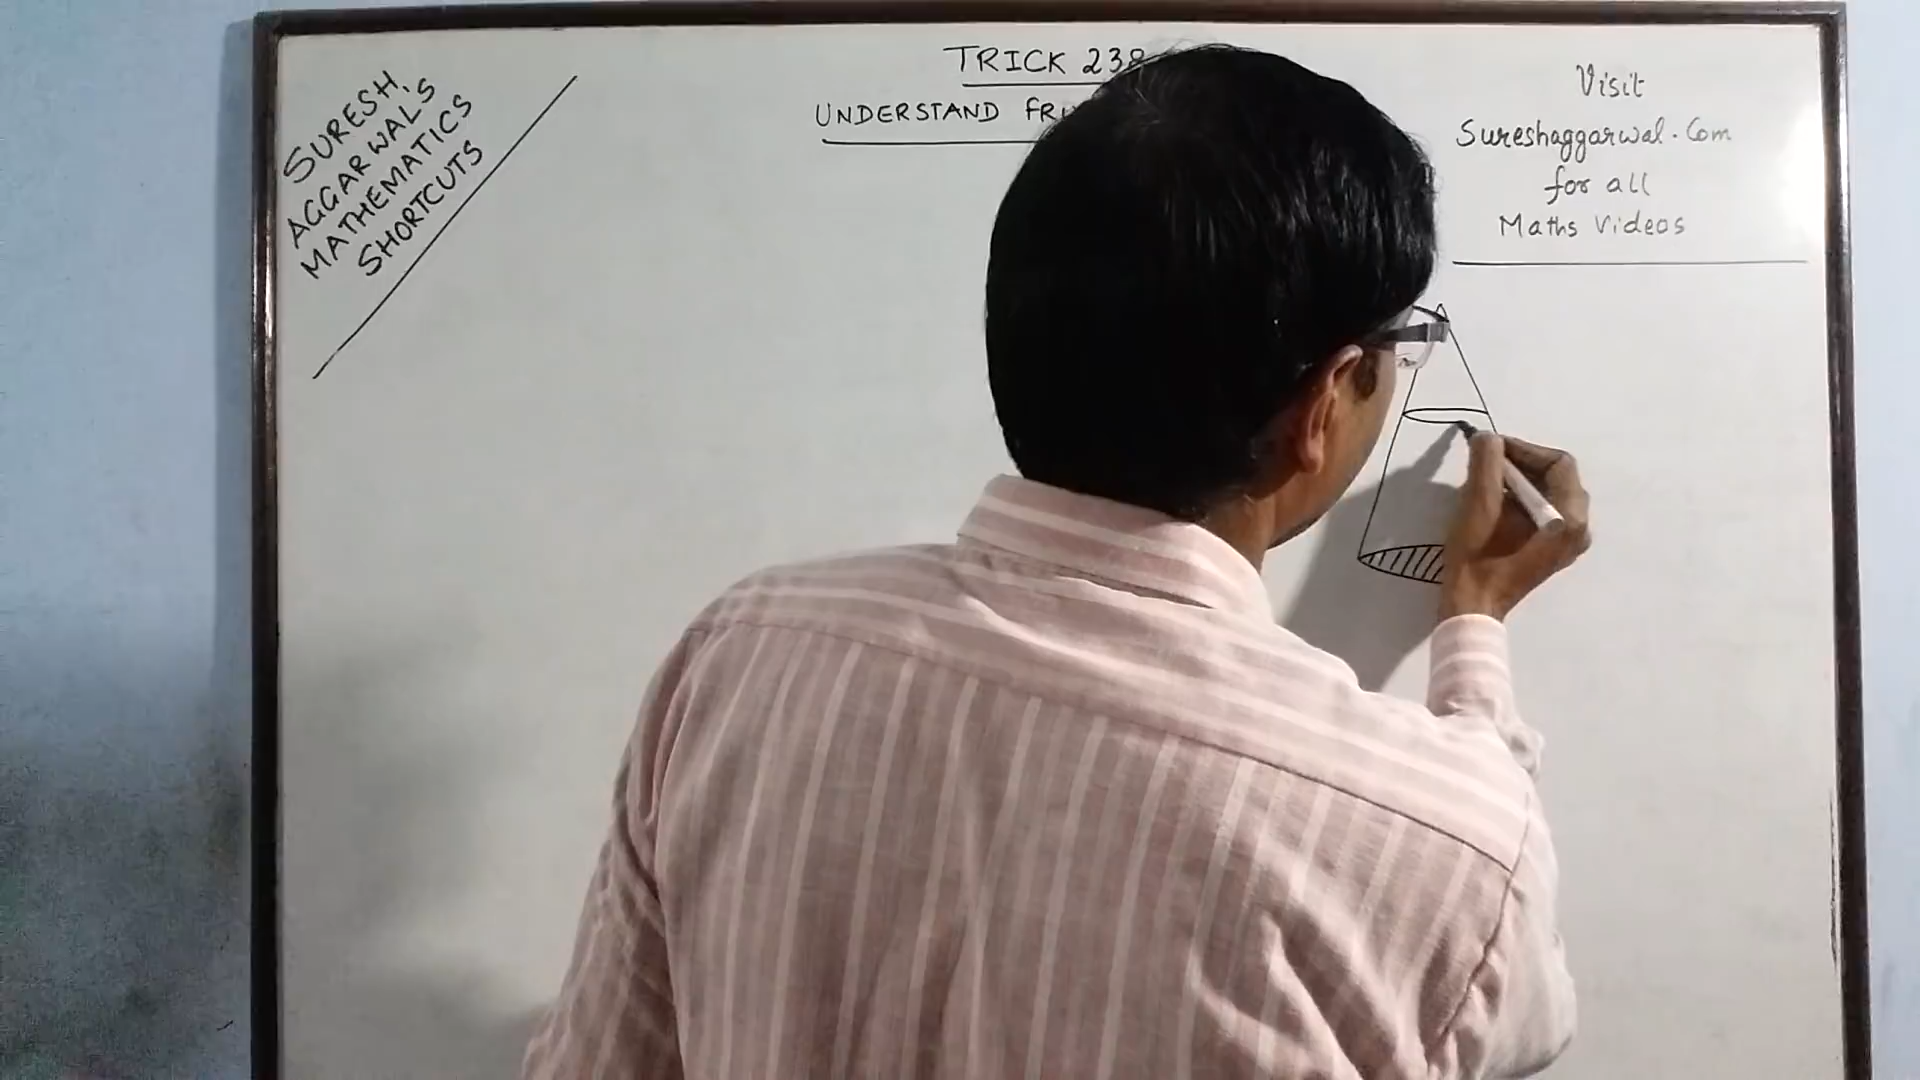 SURESH
AGGARWAL'S
MATHEMATICS
SHORTCUTS
TRICK 238
UNDERSTAND
Visit
Sureshaggarwal.Com
for all
Maths Videos